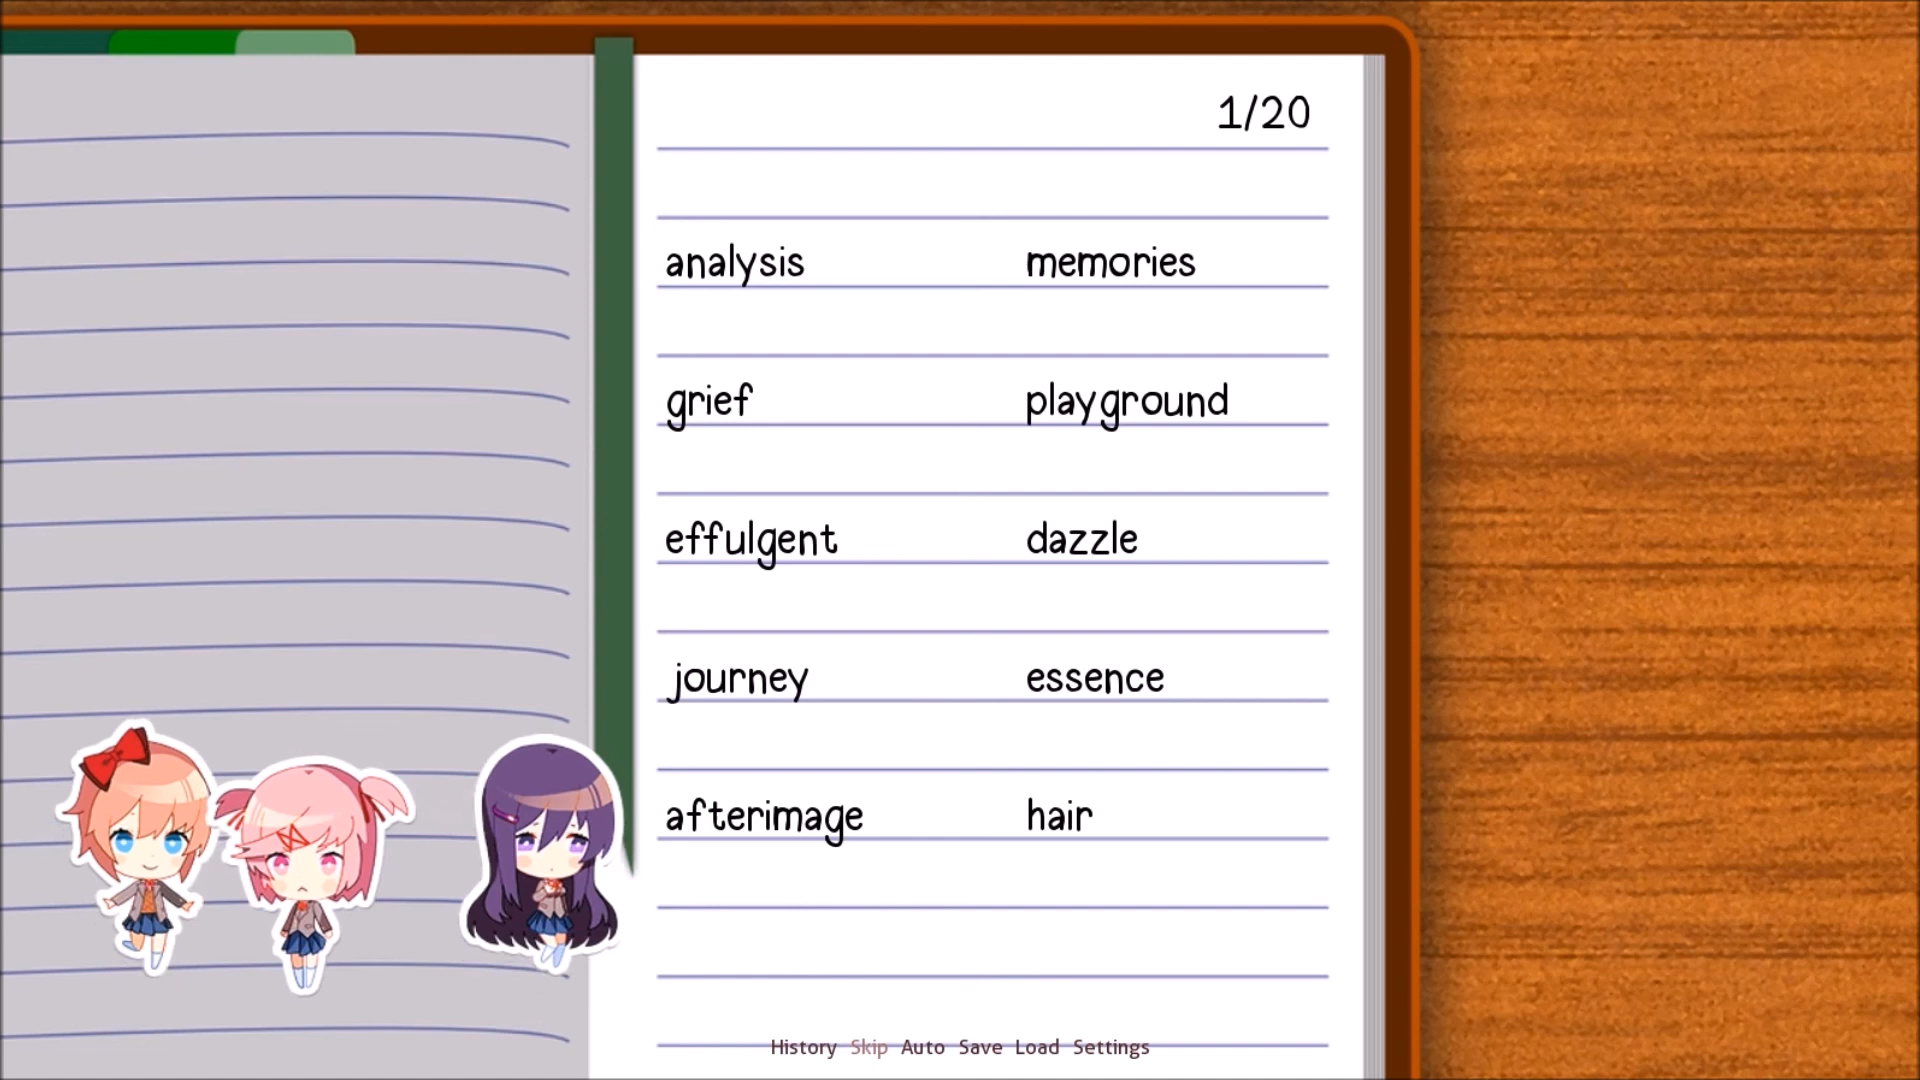 1/20
analysis memories
grief playground
effulgent dazzle
journey essence
afterimage hair
History Skip Auto Save Load Settings